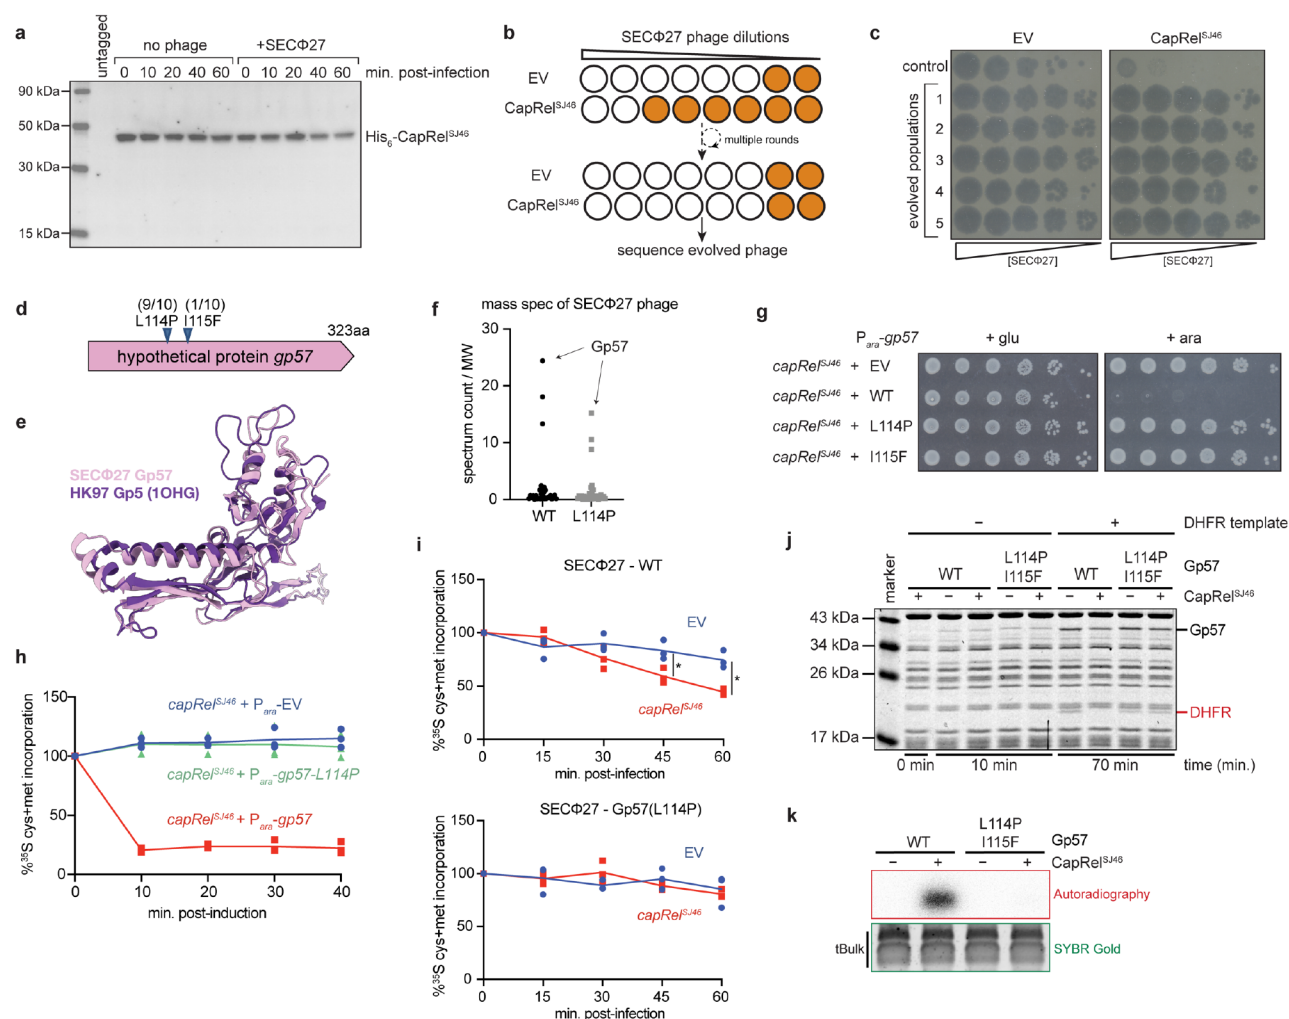 a
untagged
no phage
+SECΦ27
0 10 20 40 60 0 10 20 40 60 min. post-infection
90 kDa
50 kDa
30 kDa
15 kDa
His6-CapRelSJ46
b
SECΦ27 phage dilutions
EV
CapRelSJ46
multiple rounds
EV
CapRelSJ46
sequence evolved phage
c
EV
CapRelSJ46
control
evolved populations
1
2
3
4
5
[SECΦ27]
[SECΦ27]
d
(9/10) (1/10)
L114P I115F
323aa
hypothetical protein gp57
e
SECΦ27 Gp57
HK97 Gp5 (1OHG)
f
mass spec of SECΦ27 phage
spectrum count / MW
30
20
10
0
Gp57
WT L114P
g
Para-gp57
+ glu
+ ara
capRelSJ46 + EV
capRelSJ46 + WT
capRelSJ46 + L114P
capRelSJ46 + I115F
h
%35S cys+met incorporation
150
100
50
0
capRelSJ46 + Para-EV
capRelSJ46 + Para-gp57-L114P
capRelSJ46 + Para-gp57
0 10 20 30 40
min. post-induction
i
SECΦ27 - WT
%35S cys+met incorporation
150
100
50
0
EV
*
*
capRelSJ46
0 15 30 45 60
min. post-infection
SECΦ27 - Gp57(L114P)
%35S cys+met incorporation
150
100
50
0
EV
capRelSJ46
0 15 30 45 60
min. post-infection
j
− + DHFR template
marker
WT L114P I115F WT L114P I115F Gp57
+ − + − + − + − + CapRelSJ46
43 kDa
34 kDa
26 kDa
17 kDa
Gp57
DHFR
0 min 10 min 70 min time (min.)
k
WT L114P I115F Gp57
− + − + CapRelSJ46
Autoradiography
tBulk
SYBR Gold